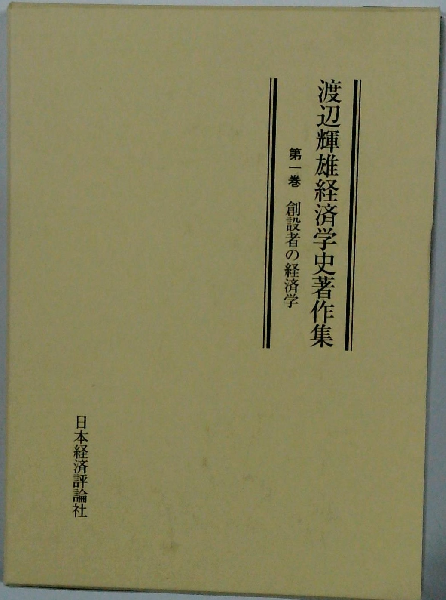 渡辺輝雄経済学史著作集
第一巻 創設者の経済学
日本経済評論社